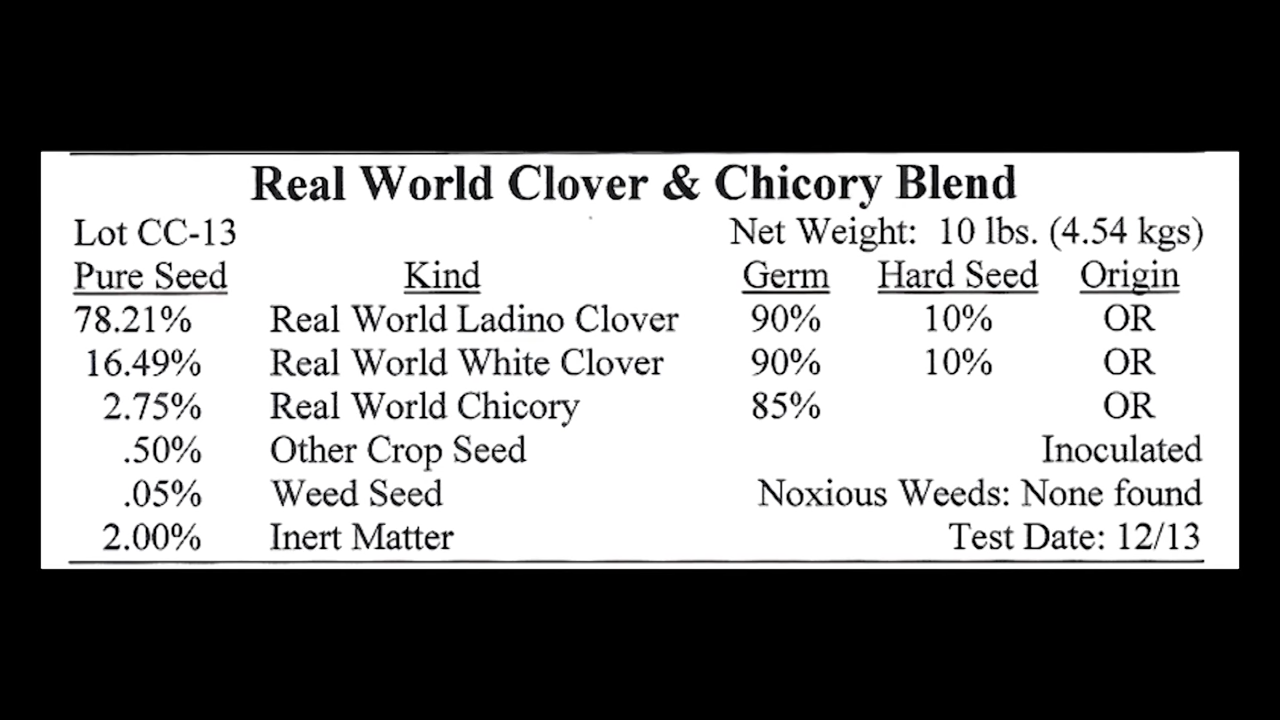 Real World Clover & Chicory Blend
Lot CC-13 Net Weight: 10 lbs. (4.54 kgs)
Pure Seed Kind Germ Hard Seed Origin
78.21% Real World Ladino Clover 90% 10% OR
16.49% Real World White Clover 90% 10% OR
2.75% Real World Chicory 85% OR
.50% Other Crop Seed Inoculated
.05% Weed Seed Noxious Weeds: None found
2.00% Inert Matter Test Date: 12/13